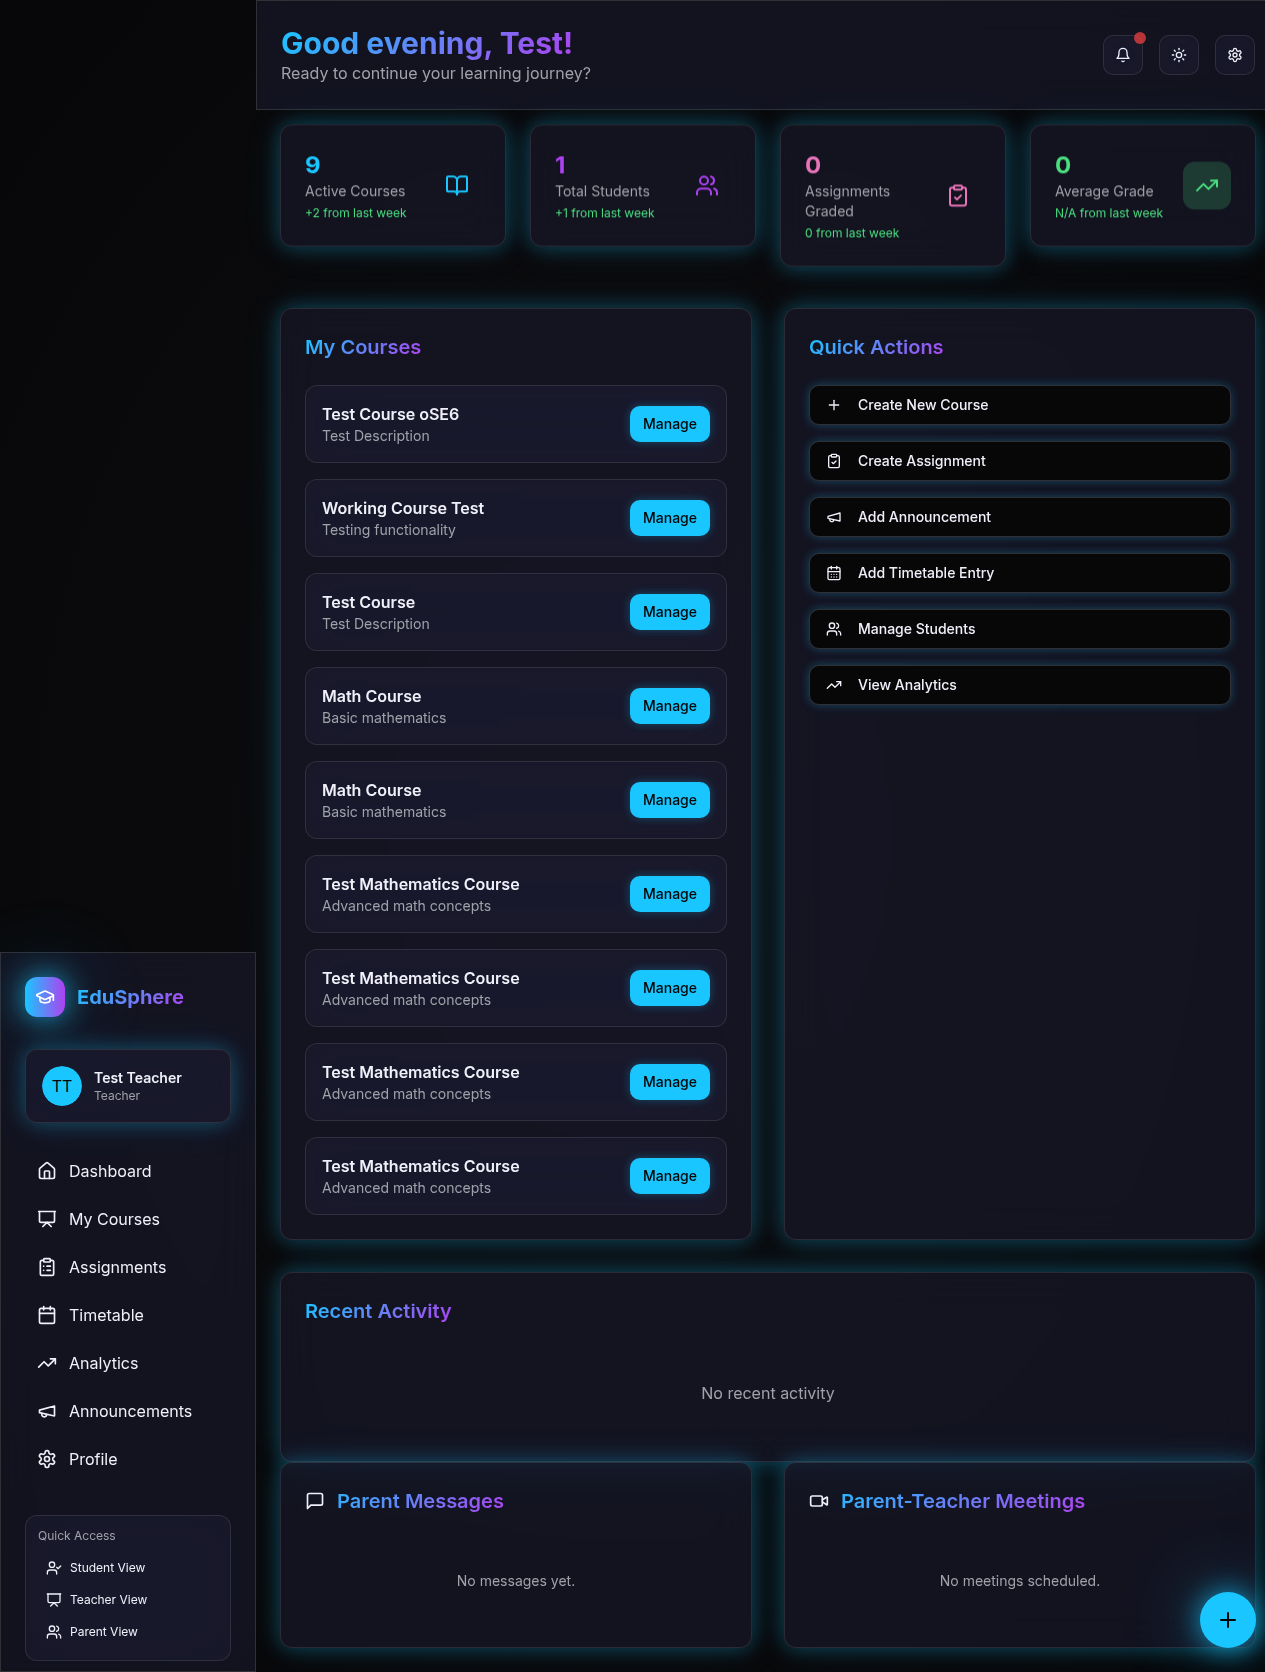 Good evening, Test!
Ready to continue your learning journey?
9
Active Courses
+2 from last week
1
Total Students
+1 from last week
0
Assignments
Graded
0 from last week
0
Average Grade
N/A from last week
My Courses
Test Course oSE6
Test Description
Manage
Working Course Test
Testing functionality
Manage
Test Course
Test Description
Manage
Math Course
Basic mathematics
Manage
Math Course
Basic mathematics
Manage
Test Mathematics Course
Advanced math concepts
Manage
Test Mathematics Course
Advanced math concepts
Manage
Test Mathematics Course
Advanced math concepts
Manage
Test Mathematics Course
Advanced math concepts
Manage
Quick Actions
Create New Course
Create Assignment
Add Announcement
Add Timetable Entry
Manage Students
View Analytics
EduSphere
TT
Test Teacher
Teacher
Dashboard
My Courses
Assignments
Timetable
Analytics
Announcements
Profile
Quick Access
Student View
Teacher View
Parent View
Recent Activity
No recent activity
Parent Messages
No messages yet.
Parent-Teacher Meetings
No meetings scheduled.